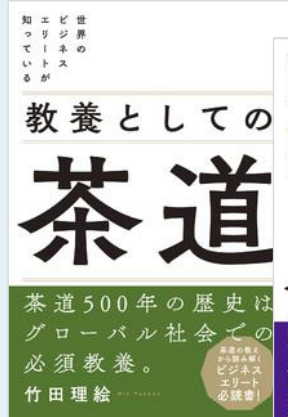 世界の
ビジネス
エリートが
知っている
教養としての
茶道
茶道500年の歴史は
グローバル社会での
必須教養。
茶道の教え
から読み解く
ビジネス
エリート
必読書！
竹田理絵